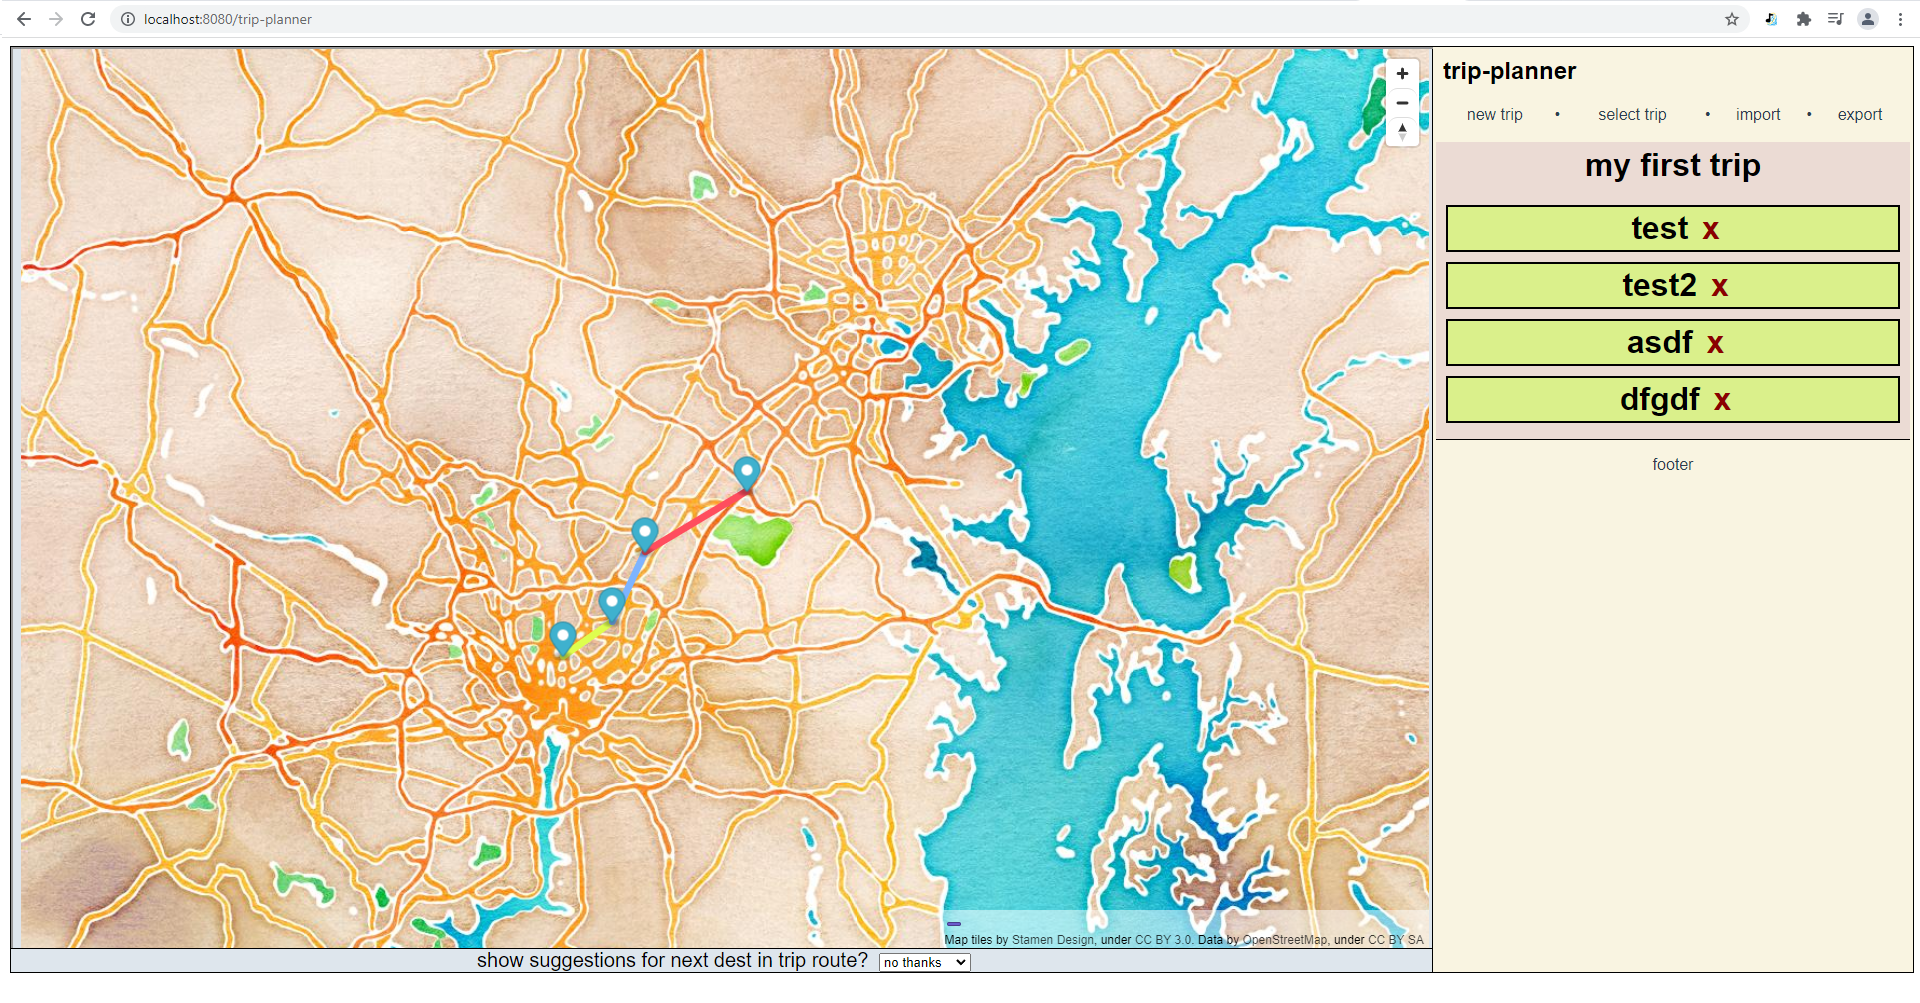 localhost:8080/trip-planner
trip-planner
new trip • select trip • import • export
my first trip
test x
test2 x
asdf x
dfgdf x
footer
Map tiles by Stamen Design, under CC BY 3.0. Data by OpenStreetMap, under CC BY SA
show suggestions for next dest in trip route? no thanks